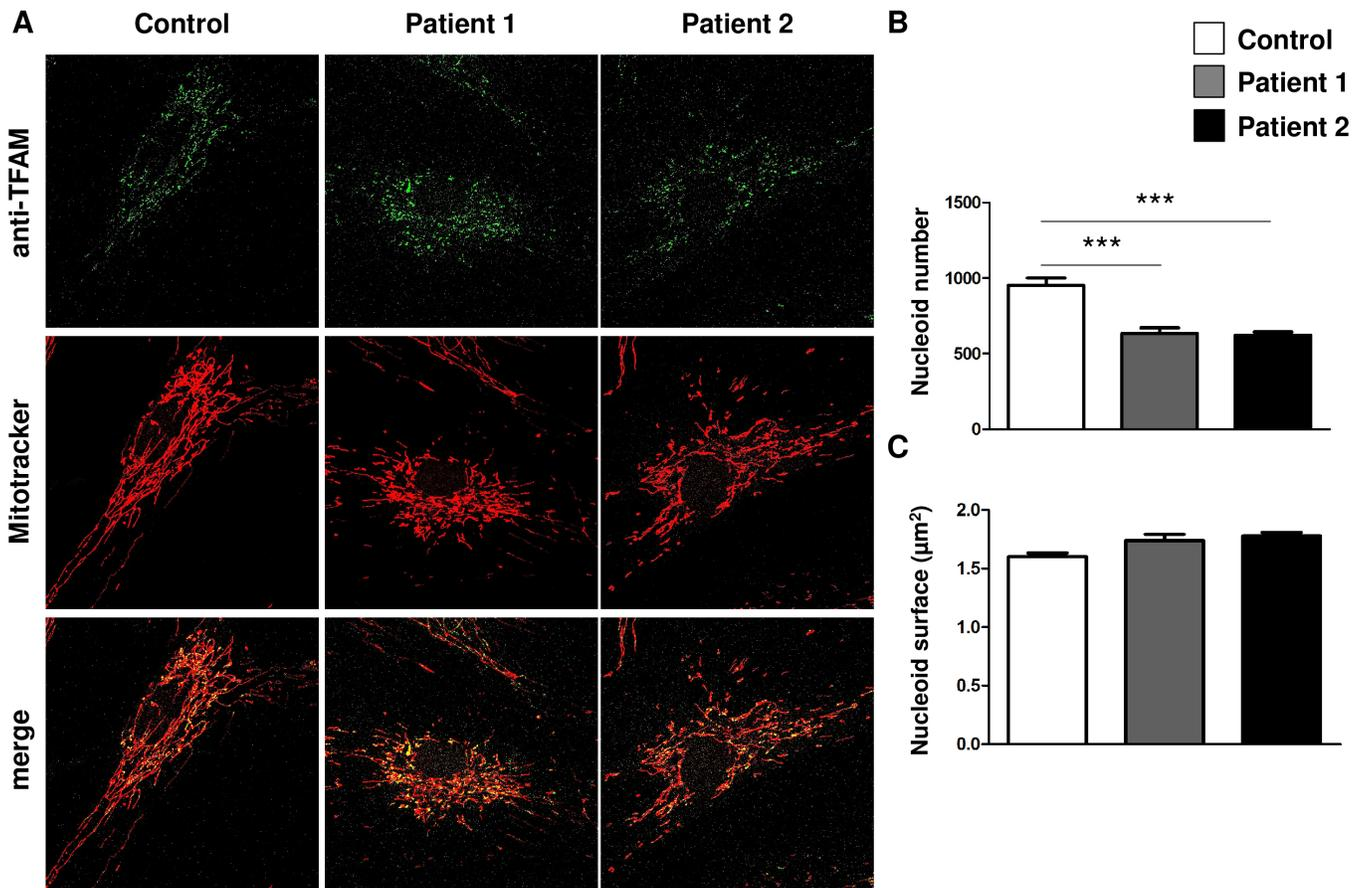 A
Control
Patient 1
Patient 2
anti-TFAM
Mitotracker
merge
B
Control
Patient 1
Patient 2
Nucleoid number
1500
1000
500
0
***
***
C
Nucleoid surface (µm²)
2.0
1.5
1.0
0.5
0.0